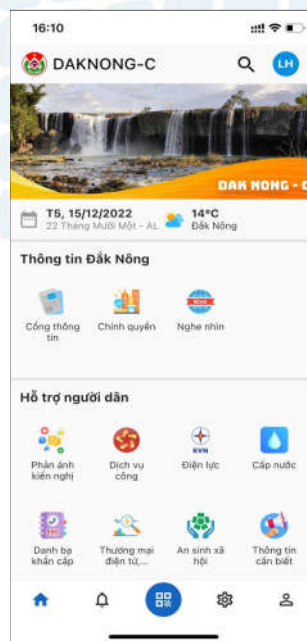 16:10
DAKNONG-C
LH
DAK NONG - C
T5, 15/12/2022
22 Tháng Mười Một - AL
14°C
Đắk Nông
Thông tin Đắk Nông
Cổng thông tin
Chính quyền
Nghe nhìn
Hỗ trợ người dân
Phản ánh kiến nghị
Dịch vụ công
EVN
Điện lực
Cấp nước
Danh bạ khẩn cấp
Thương mại điện tử,...
An sinh xã hội
Thông tin cần biết